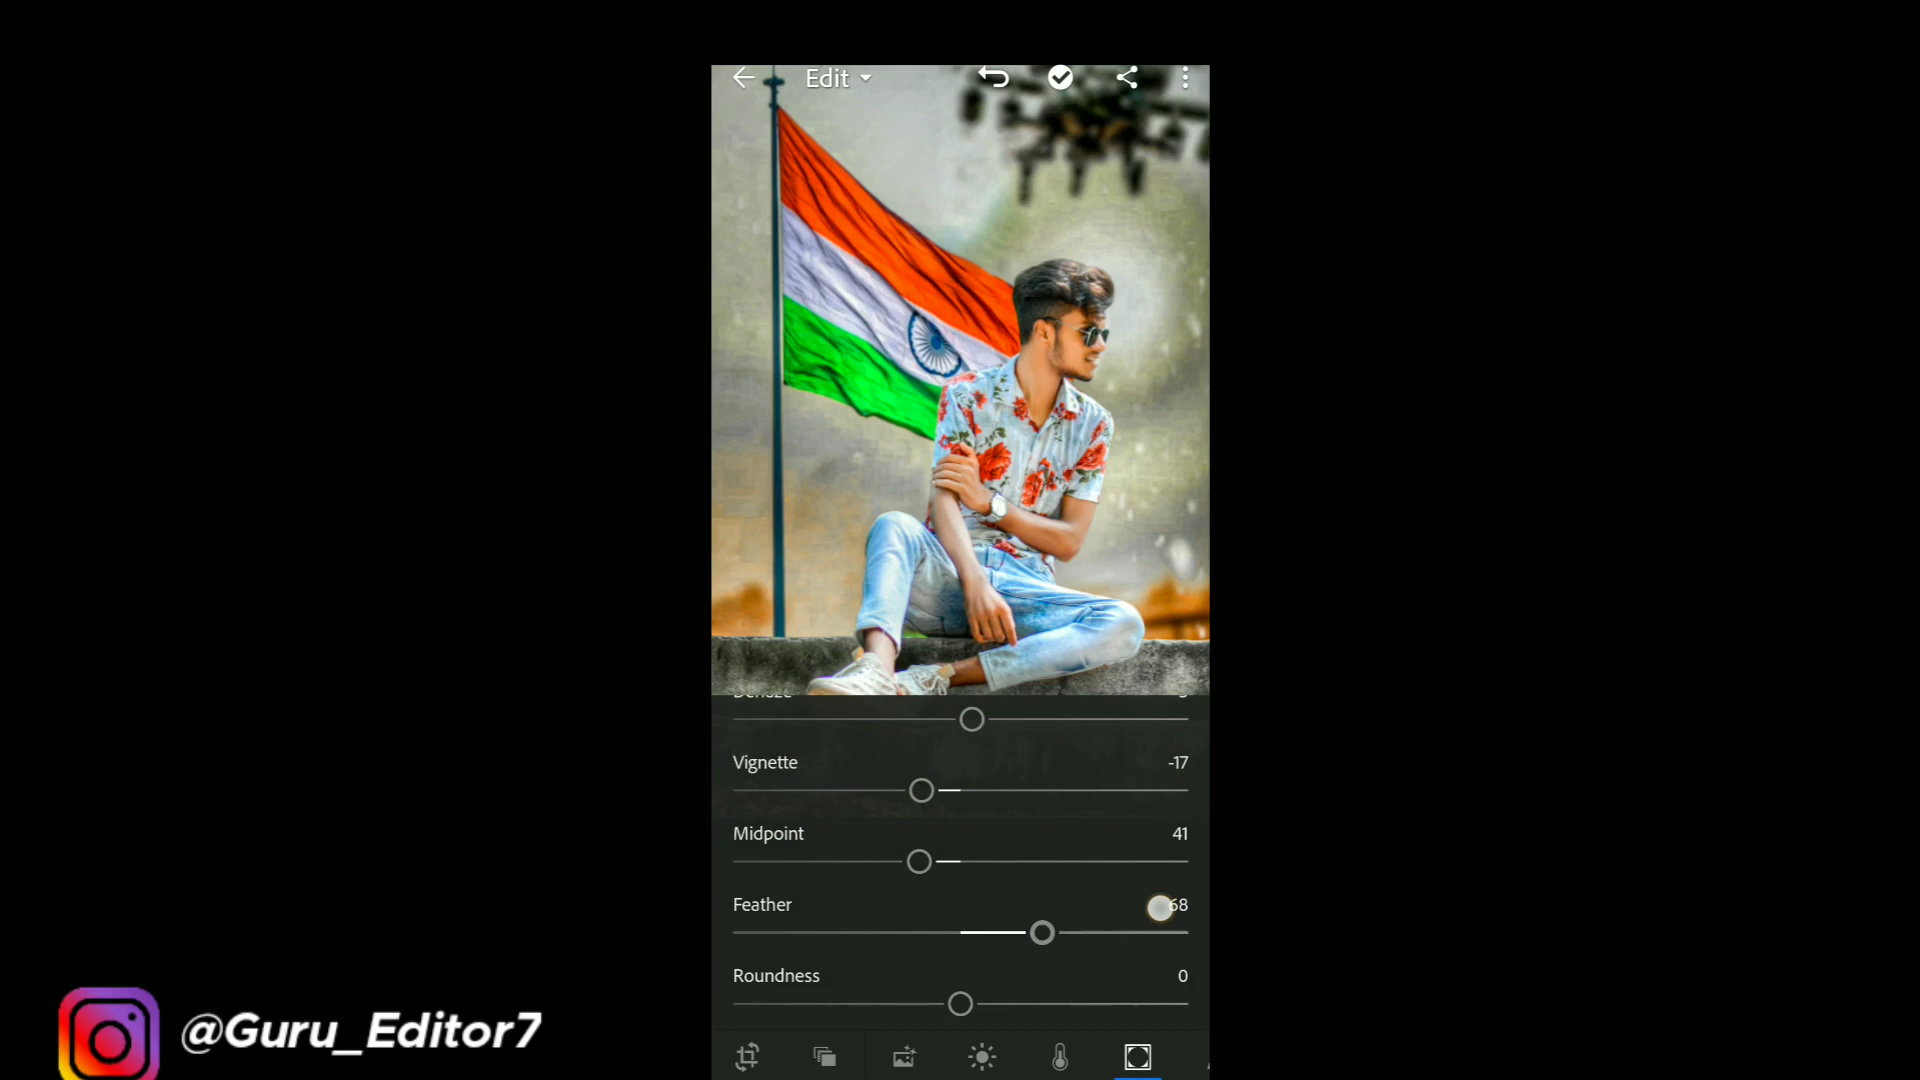 Edit
Vignette -17
Midpoint 41
Feather 68
Roundness 0
@Guru_Editor7